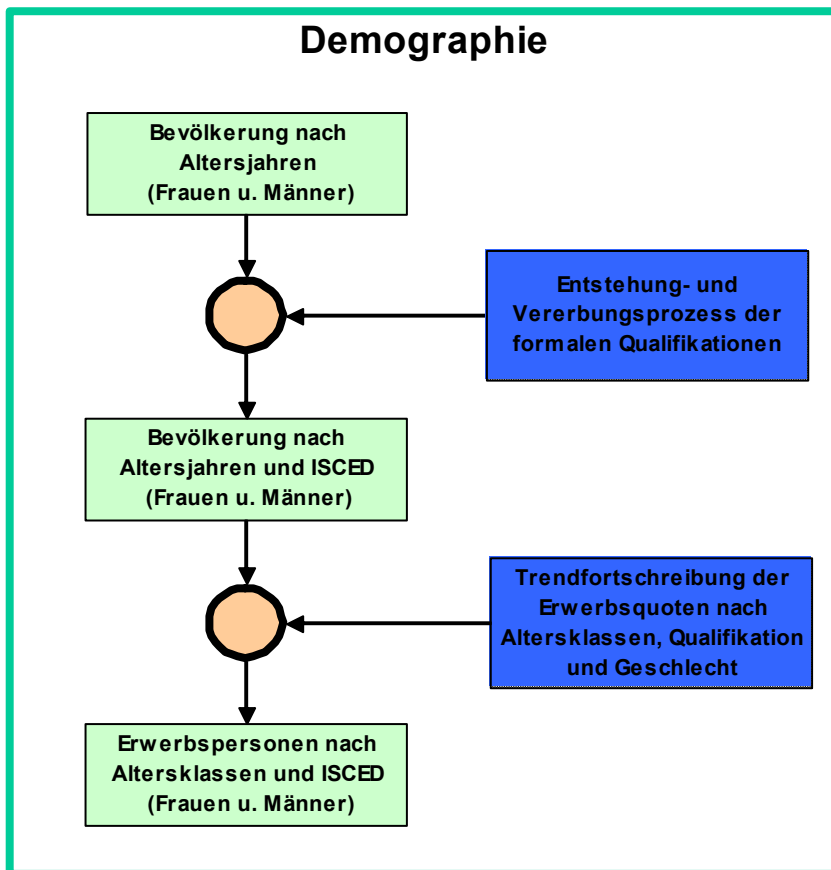 Demographie
Bevölkerung nach
Altersjahren
(Frauen u. Männer)
Entstehung- und
Vererbungsprozess der
formalen Qualifikationen
Bevölkerung nach
Altersjahren und ISCED
(Frauen u. Männer)
Trendfortschreibung der
Erwerbsquoten nach
Altersklassen, Qualifikation
und Geschlecht
Erwerbspersonen nach
Altersklassen und ISCED
(Frauen u. Männer)